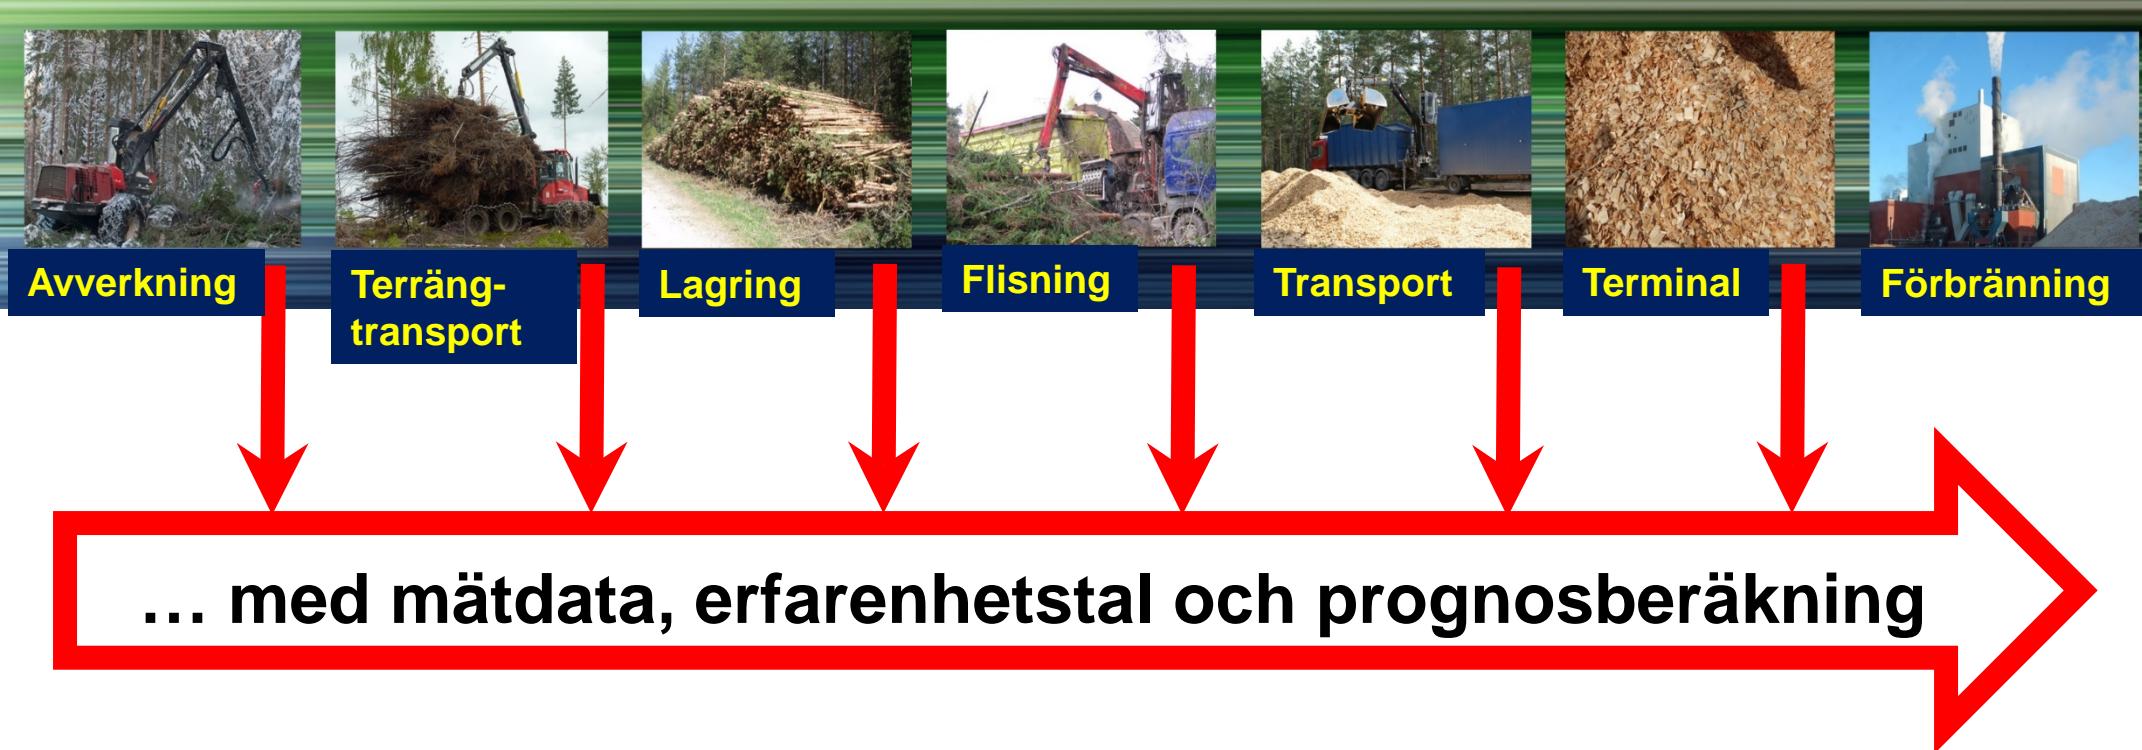 Avverkning
Terräng-
transport
Lagring
Flisning
Transport
Terminal
Förbränning
… med mätdata, erfarenhetstal och prognosberäkning